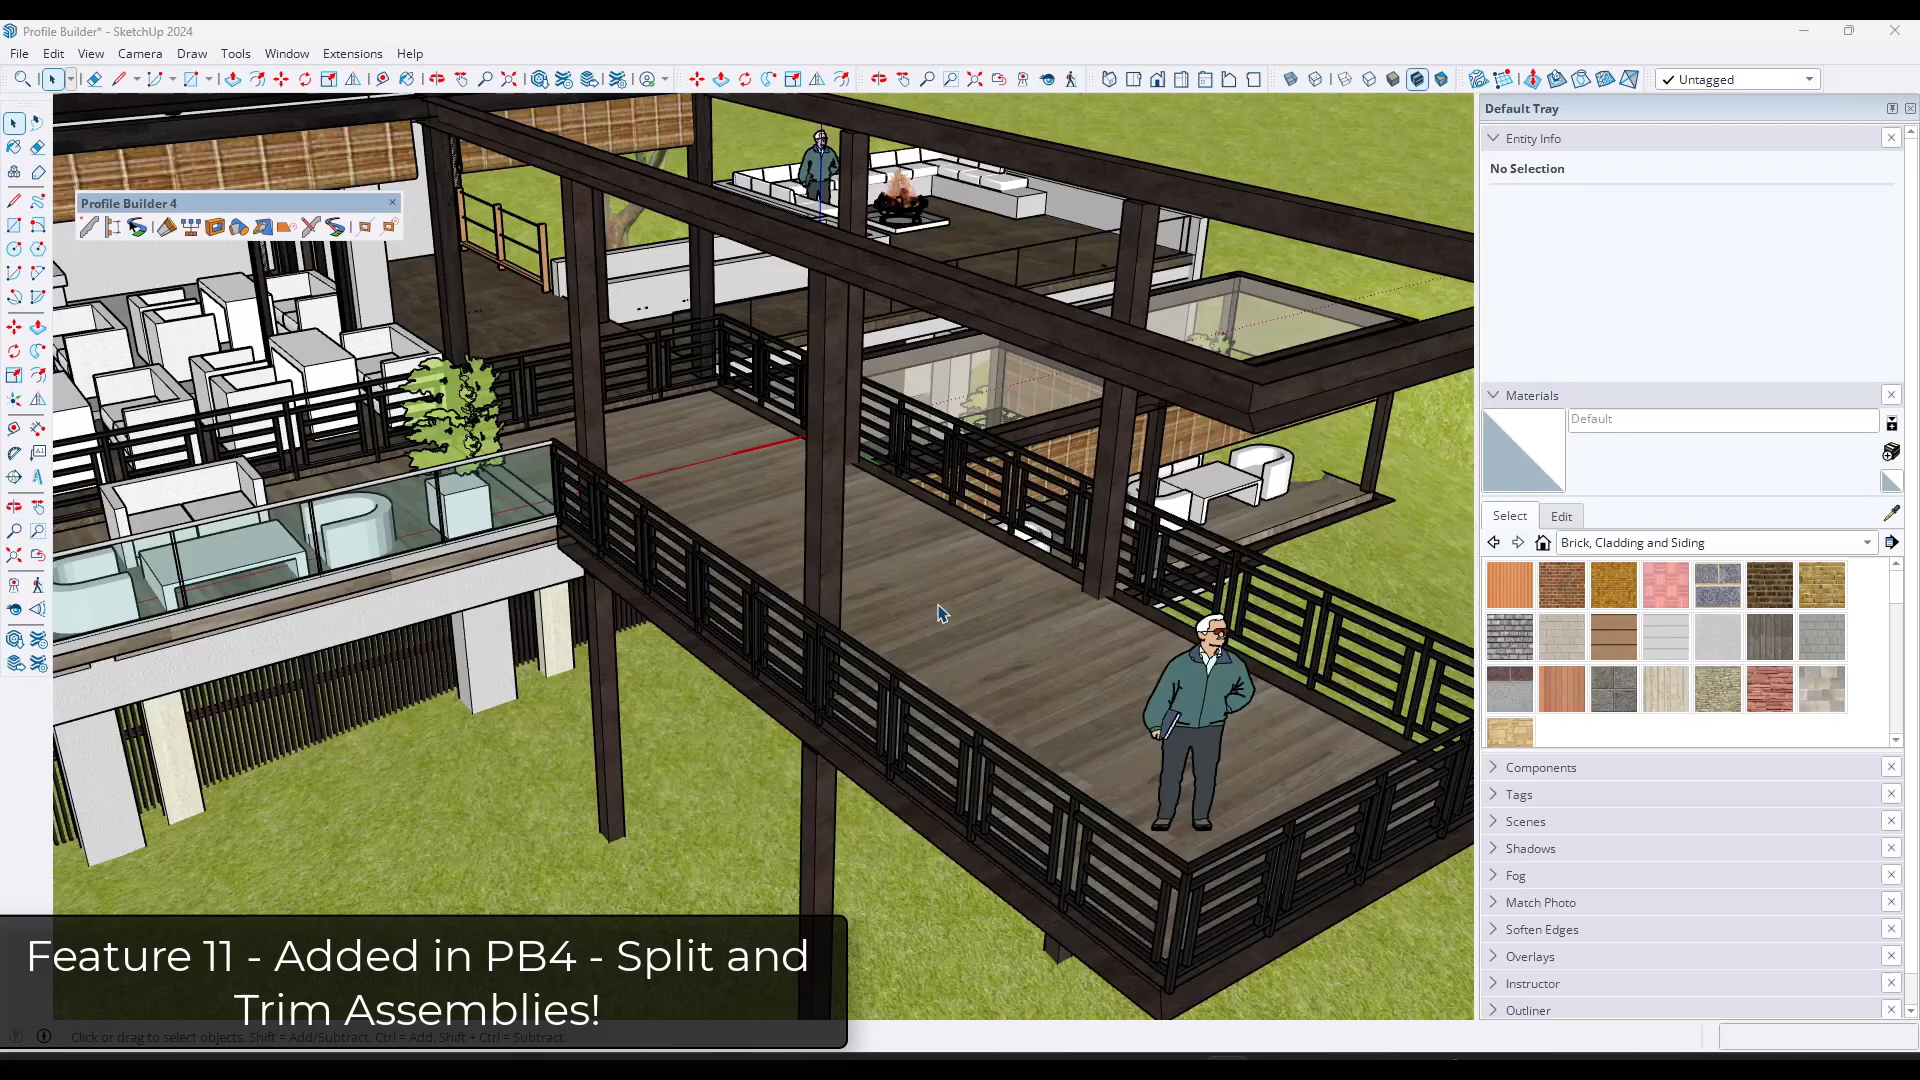 Profile Builder* - SketchUp 2024
File Edit View Camera Draw Tools Window Extensions Help
Untagged
Default Tray
Entity Info
No Selection
Profile Builder 4
Materials
Default
Select Edit
Brick, Cladding and Siding
Components
Tags
Scenes
Shadows
Fog
Match Photo
Soften Edges
Overlays
Instructor
Outliner
Feature 11 - Added in PB4 - Split and
Trim Assemblies!
Click or drag to select objects. Shift = Add/Subtract. Ctrl = Add. Shift + Ctrl = Subtract.